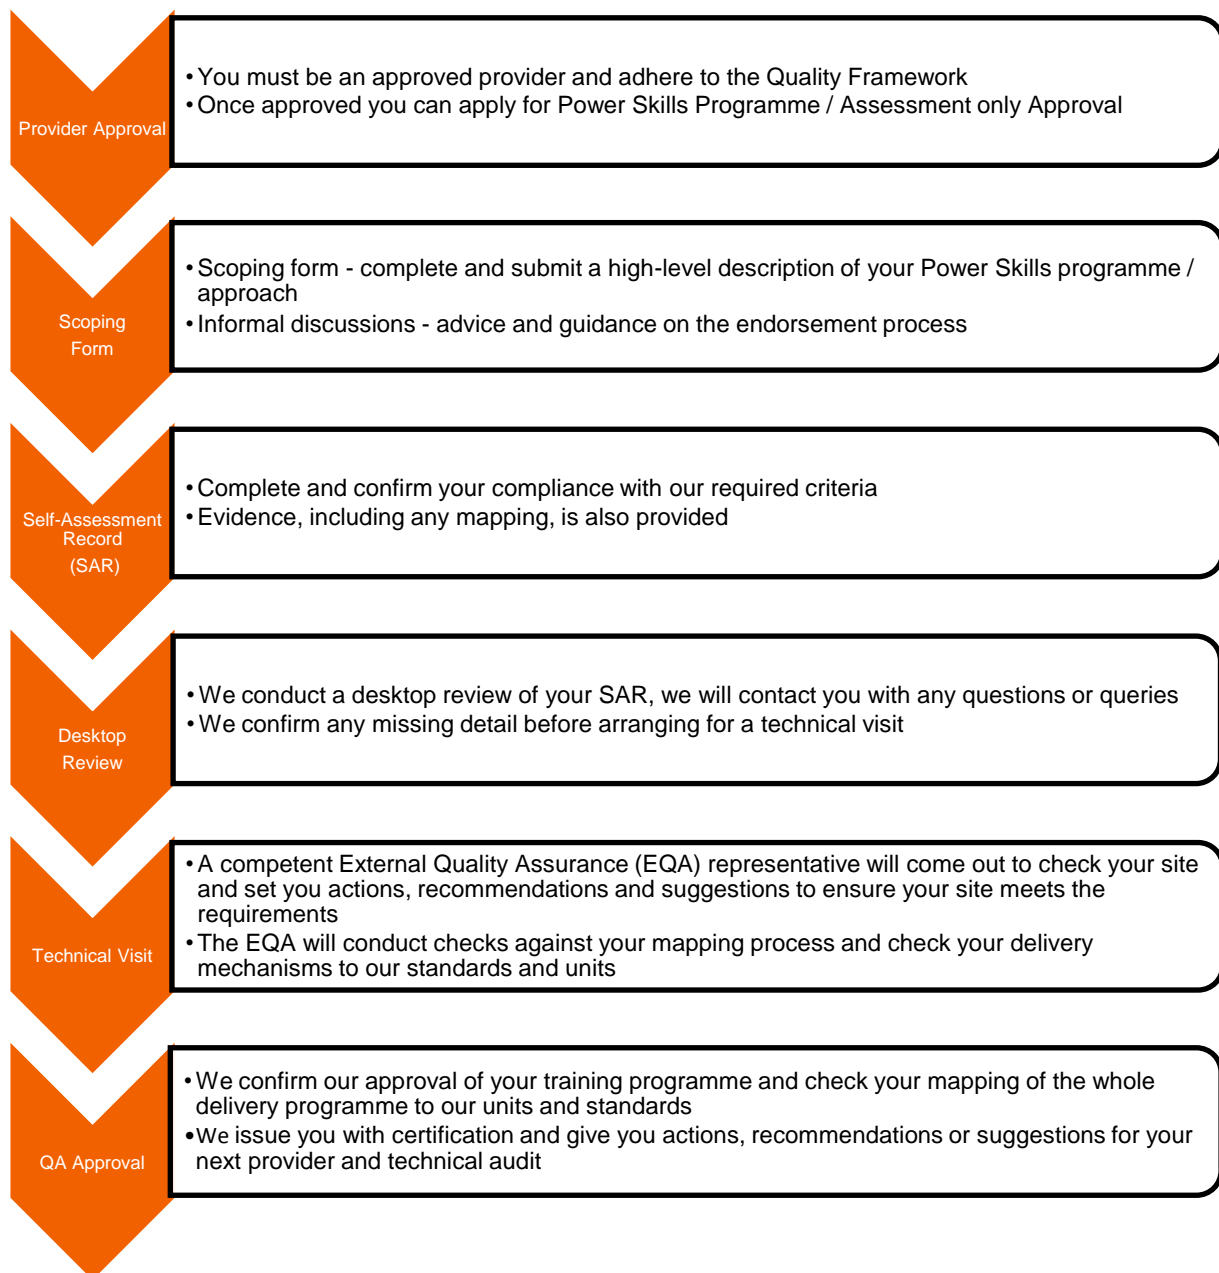 Provider Approval
• You must be an approved provider and adhere to the Quality Framework
• Once approved you can apply for Power Skills Programme / Assessment only Approval
Scoping
Form
• Scoping form - complete and submit a high-level description of your Power Skills programme /
approach
• Informal discussions - advice and guidance on the endorsement process
Self-Assessment
Record
(SAR)
• Complete and confirm your compliance with our required criteria
• Evidence, including any mapping, is also provided
Desktop
Review
• We conduct a desktop review of your SAR, we will contact you with any questions or queries
• We confirm any missing detail before arranging for a technical visit
Technical Visit
• A competent External Quality Assurance (EQA) representative will come out to check your site
and set you actions, recommendations and suggestions to ensure your site meets the
requirements
• The EQA will conduct checks against your mapping process and check your delivery
mechanisms to our standards and units
QA Approval
• We confirm our approval of your training programme and check your mapping of the whole
delivery programme to our units and standards
• We issue you with certification and give you actions, recommendations or suggestions for your
next provider and technical audit